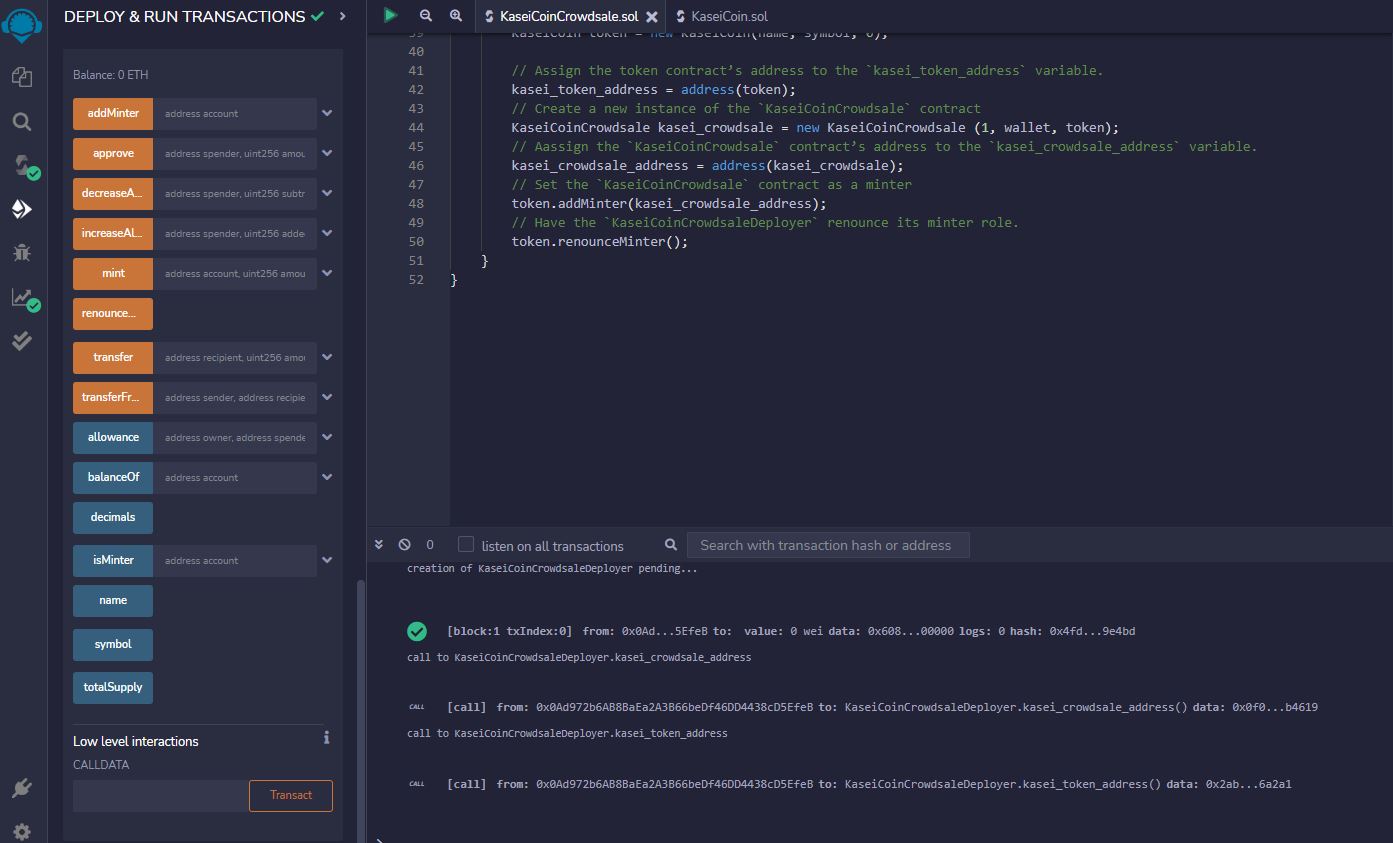 DEPLOY & RUN TRANSACTIONS
Balance: 0 ETH
addMinter address account
approve address spender, uint256 amou
decreaseA... address spender, uint256 subtr
increaseAl... address spender, uint256 adde
mint address account, uint256 amou
renounce...
transfer address recipient, uint256 amou
transferFr... address sender, address recipie
allowance address owner, address spende
balanceOf address account
decimals
isMinter address account
name
symbol
totalSupply
Low level interactions
i
CALLDATA
Transact
KaseiCoinCrowdsale.sol
KaseiCoin.sol
39 KaseiCoin token = new KaseiCoin(name, symbol, 0);
40
41 // Assign the token contract’s address to the `kasei_token_address` variable.
42 kasei_token_address = address(token);
43 // Create a new instance of the `KaseiCoinCrowdsale` contract
44 KaseiCoinCrowdsale kasei_crowdsale = new KaseiCoinCrowdsale (1, wallet, token);
45 // Aassign the `KaseiCoinCrowdsale` contract’s address to the `kasei_crowdsale_address` variable.
46 kasei_crowdsale_address = address(kasei_crowdsale);
47 // Set the `KaseiCoinCrowdsale` contract as a minter
48 token.addMinter(kasei_crowdsale_address);
49 // Have the `KaseiCoinCrowdsaleDeployer` renounce its minter role.
50 token.renounceMinter();
51 }
52 }
0 listen on all transactions Search with transaction hash or address
creation of KaseiCoinCrowdsaleDeployer pending...
[block:1 txIndex:0] from: 0x0Ad...5EfeB to: value: 0 wei data: 0x608...00000 logs: 0 hash: 0x4fd...9e4bd
call to KaseiCoinCrowdsaleDeployer.kasei_crowdsale_address
CALL [call] from: 0x0Ad972b6AB8BaEa2A3B66beDf46DD4438cD5EfeB to: KaseiCoinCrowdsaleDeployer.kasei_crowdsale_address() data: 0x0f0...b4619
call to KaseiCoinCrowdsaleDeployer.kasei_token_address
CALL [call] from: 0x0Ad972b6AB8BaEa2A3B66beDf46DD4438cD5EfeB to: KaseiCoinCrowdsaleDeployer.kasei_token_address() data: 0x2ab...6a2a1
>